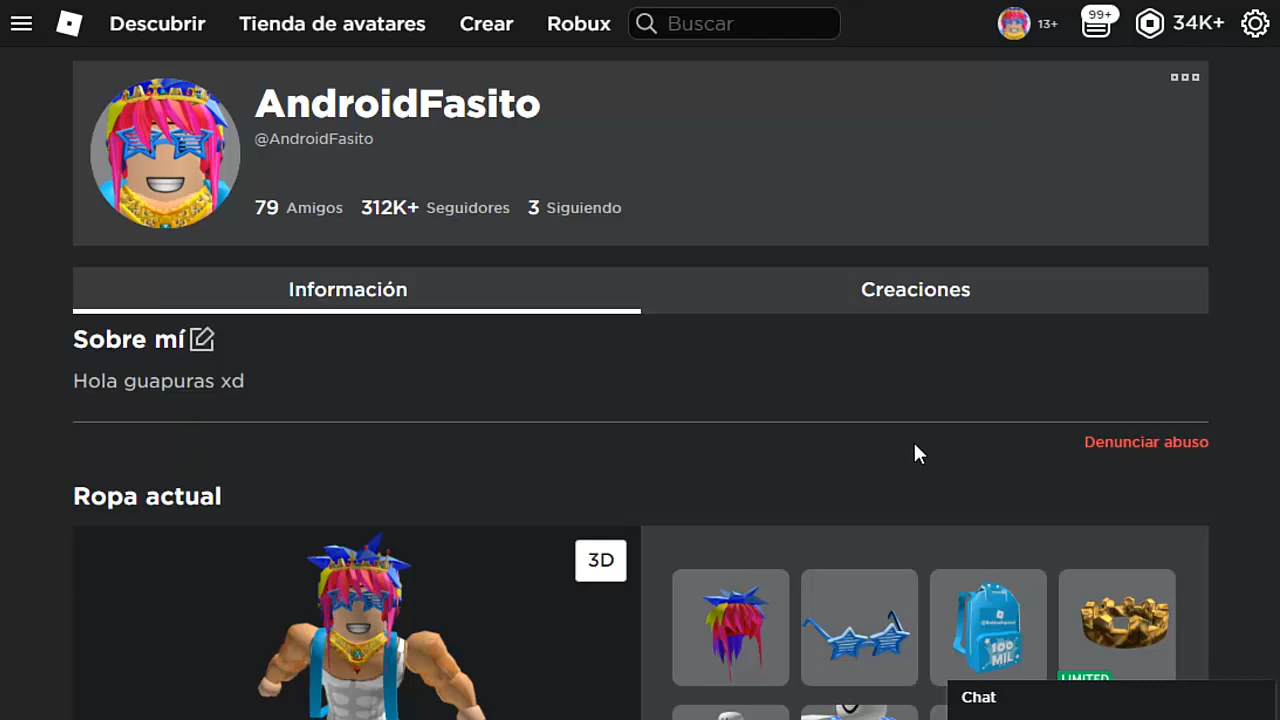 Descubrir Tienda de avatares Crear Robux Buscar 13+ 99+ 34K+
AndroidFasito
@AndroidFasito
79 Amigos 312K+ Seguidores 3 Siguiendo
Información Creaciones
Sobre mí
Hola guapuras xd
Denunciar abuso
Ropa actual
3D
100
MIL
LIMITED
Chat